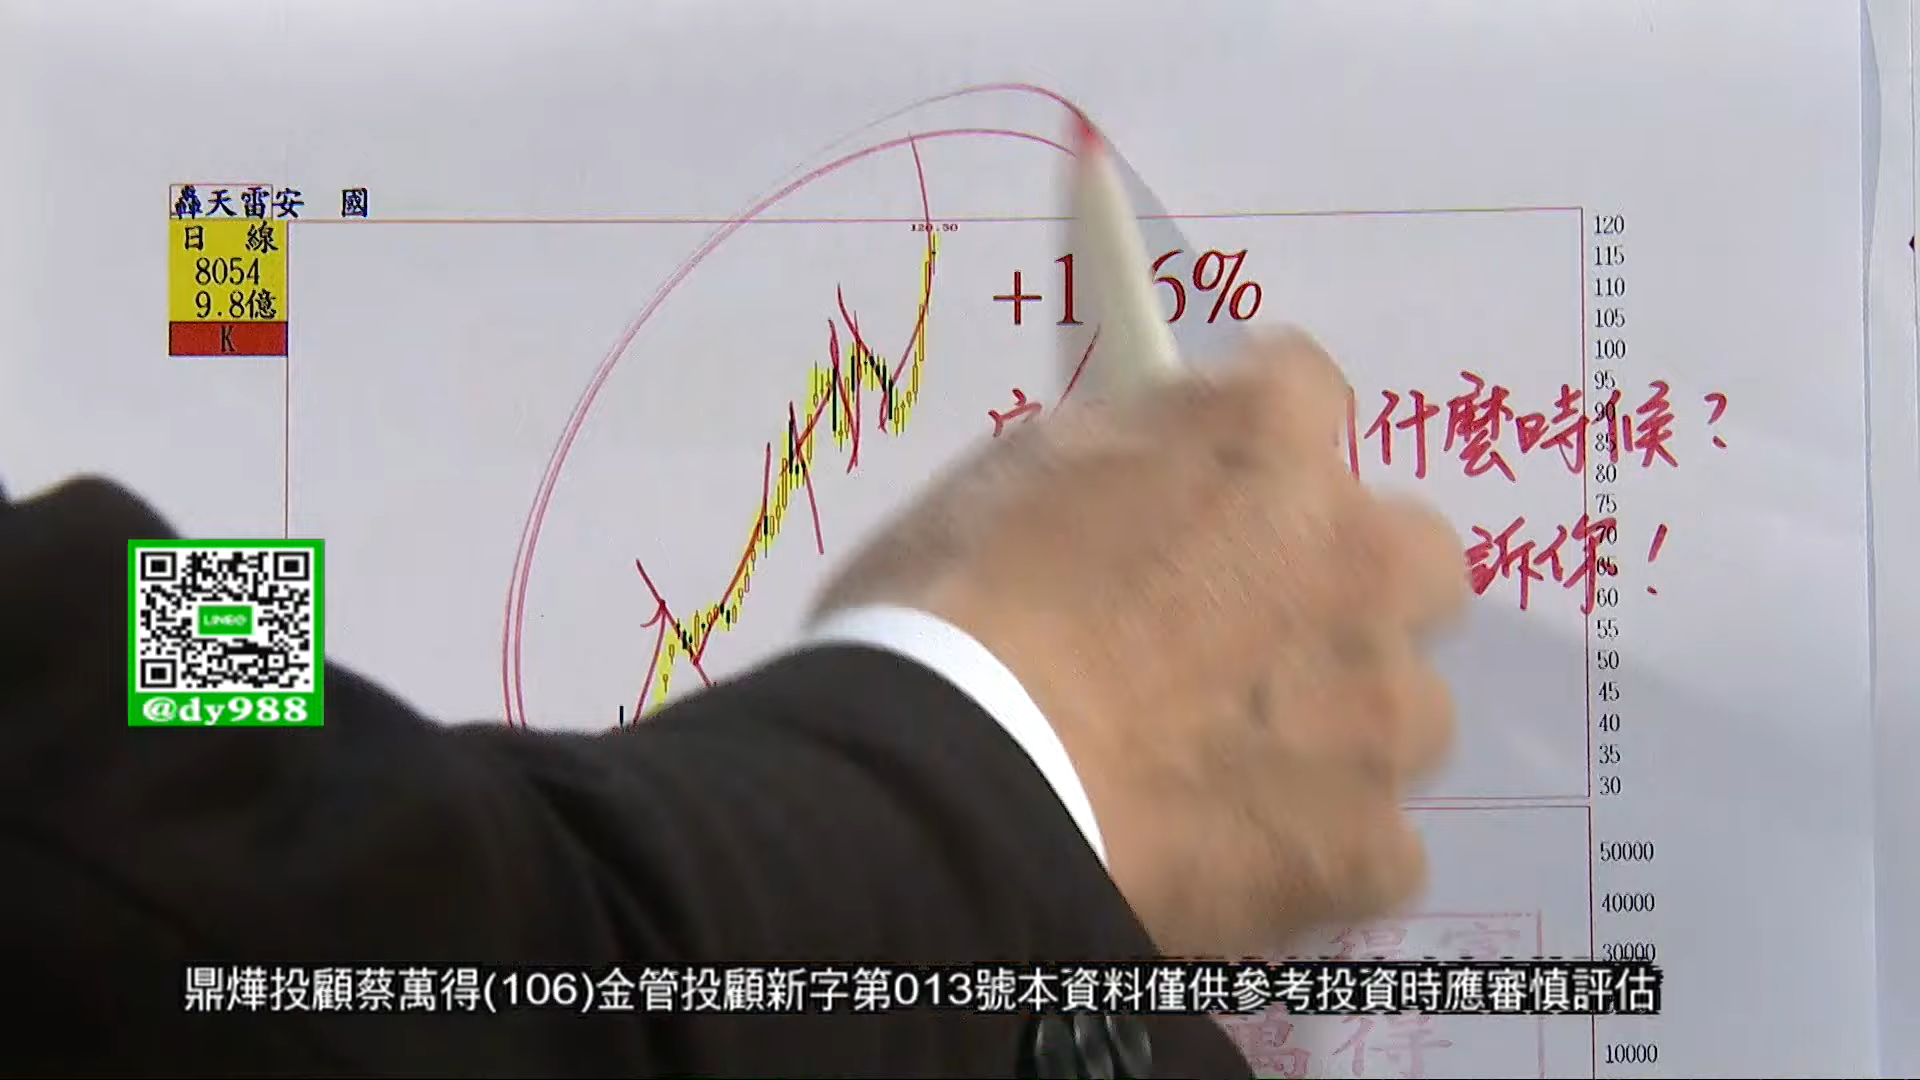 轟天雷安 國
日 線
8054
9.8億
K
120.50
+1 6%
什麼時候？
訴你！
120
115
110
105
100
95
90
85
80
75
70
65
60
55
50
45
40
35
30
50000
40000
30000
10000
LINE@
@dy988
萬得
鼎燁投顧蔡萬得(106)金管投顧新字第013號本資料僅供參考投資時應審慎評估